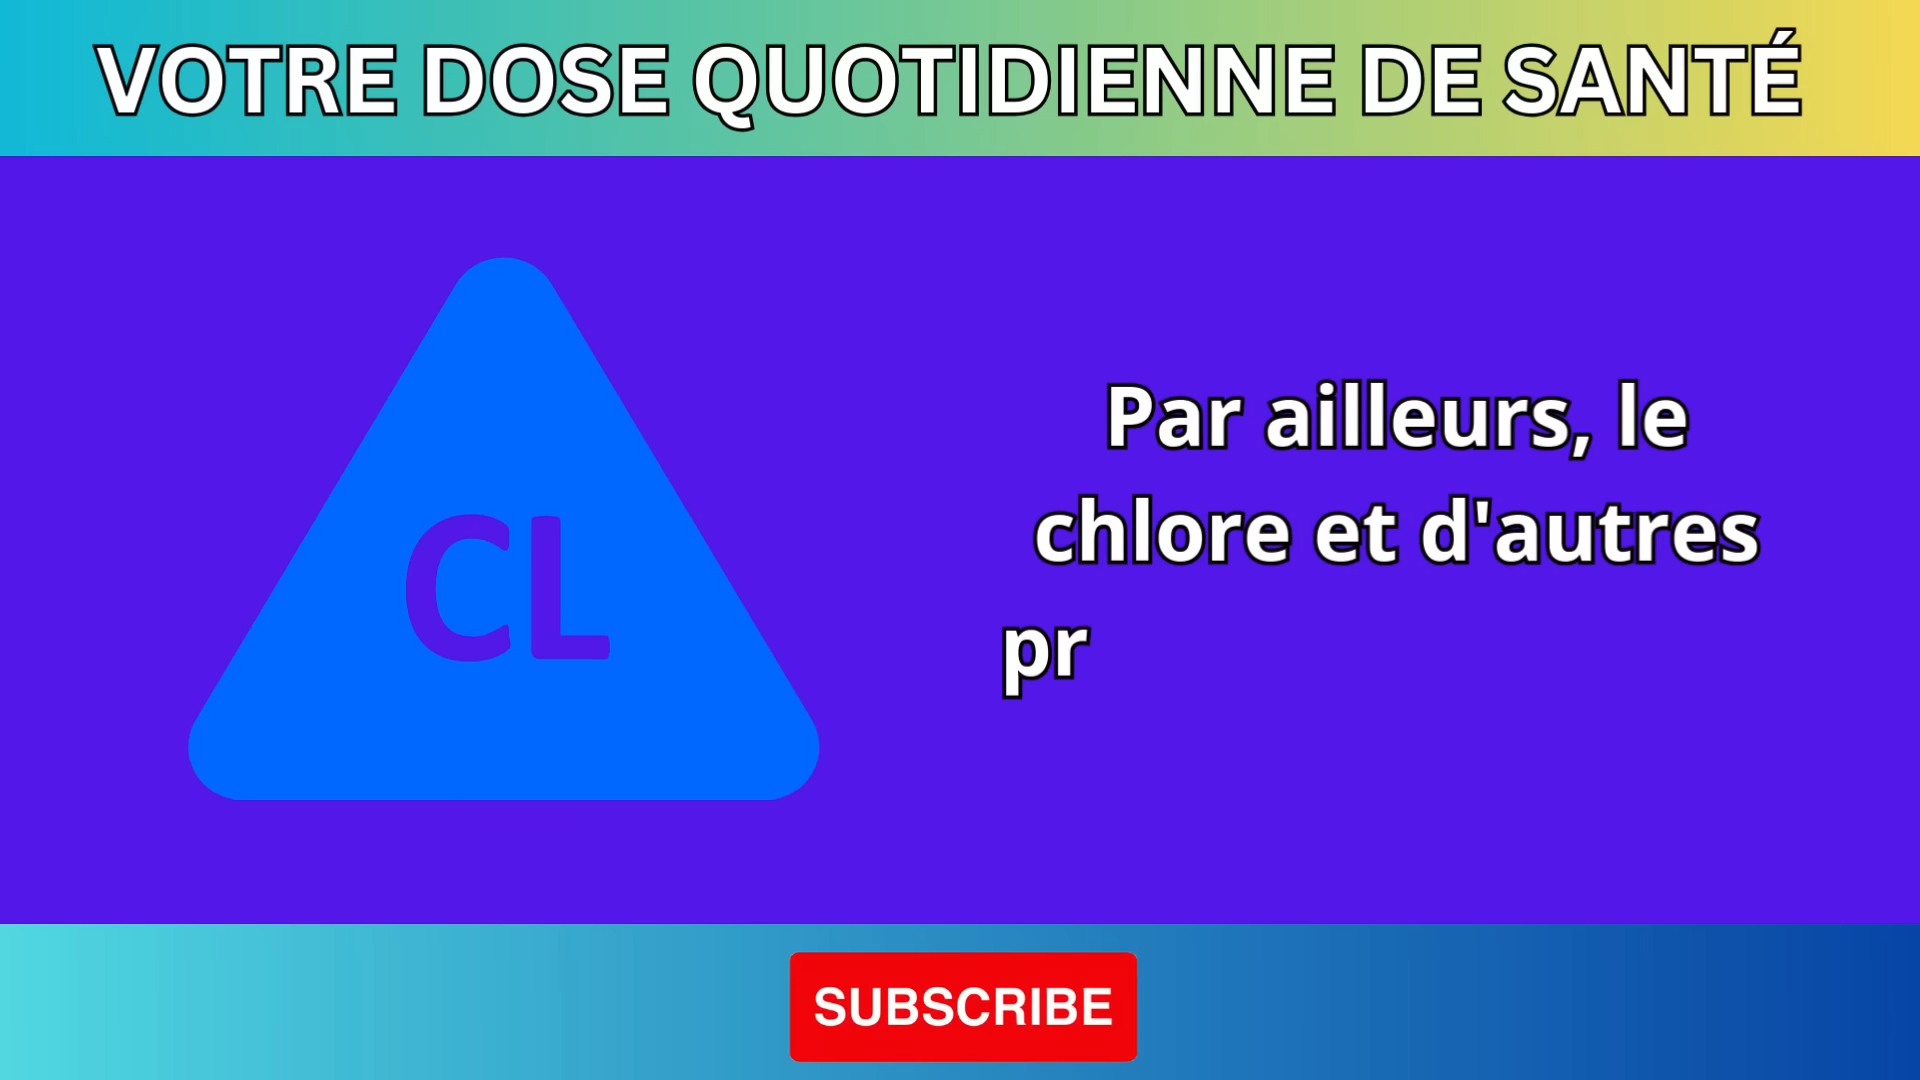 VOTRE DOSE QUOTIDIENNE DE SANTÉ
CL
Par ailleurs, le
chlore et d'autres
pr
SUBSCRIBE